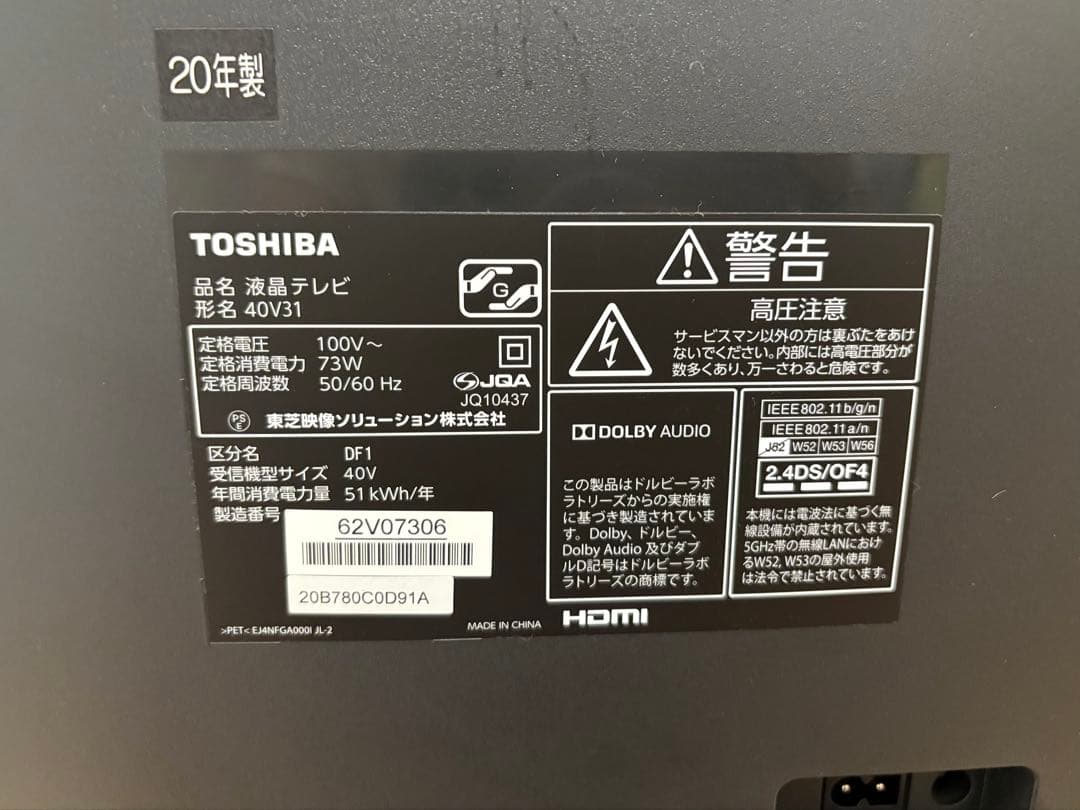 20年製
TOSHIBA
品名 液晶テレビ
形名 40V31
G
定格電圧 100V～
定格消費電力 73W
定格周波数 50/60 Hz
JQA
JQ10437
PSE 東芝映像ソリューション株式会社
区分名 DF1
受信機型サイズ 40V
年間消費電力量 51kWh/年
製造番号
62V07306
20B780C0D91A
>PET< EJ4NFGA000I JL-2
MADE IN CHINA
警告
高圧注意
サービスマン以外の方は裏ぶたをあけ
ないでください。内部には高電圧部分が
数多くあり、万一さわると危険です。
DOLBY AUDIO
この製品はドルビーラボ
ラトリーズからの実施権
に基づき製造されていま
す。Dolby、ドルビー、
Dolby Audio 及びダブ
ルD記号はドルビーラボ
ラトリーズの商標です。
HDMI
IEEE802.11b/g/n
IEEE802.11a/n
J52 W52 W53 W56
2.4DS/OF4
本機には電波法に基づく無
線設備が内蔵されています。
5GHz帯の無線LANにおけ
るW52, W53の屋外使用
は法令で禁止されています。